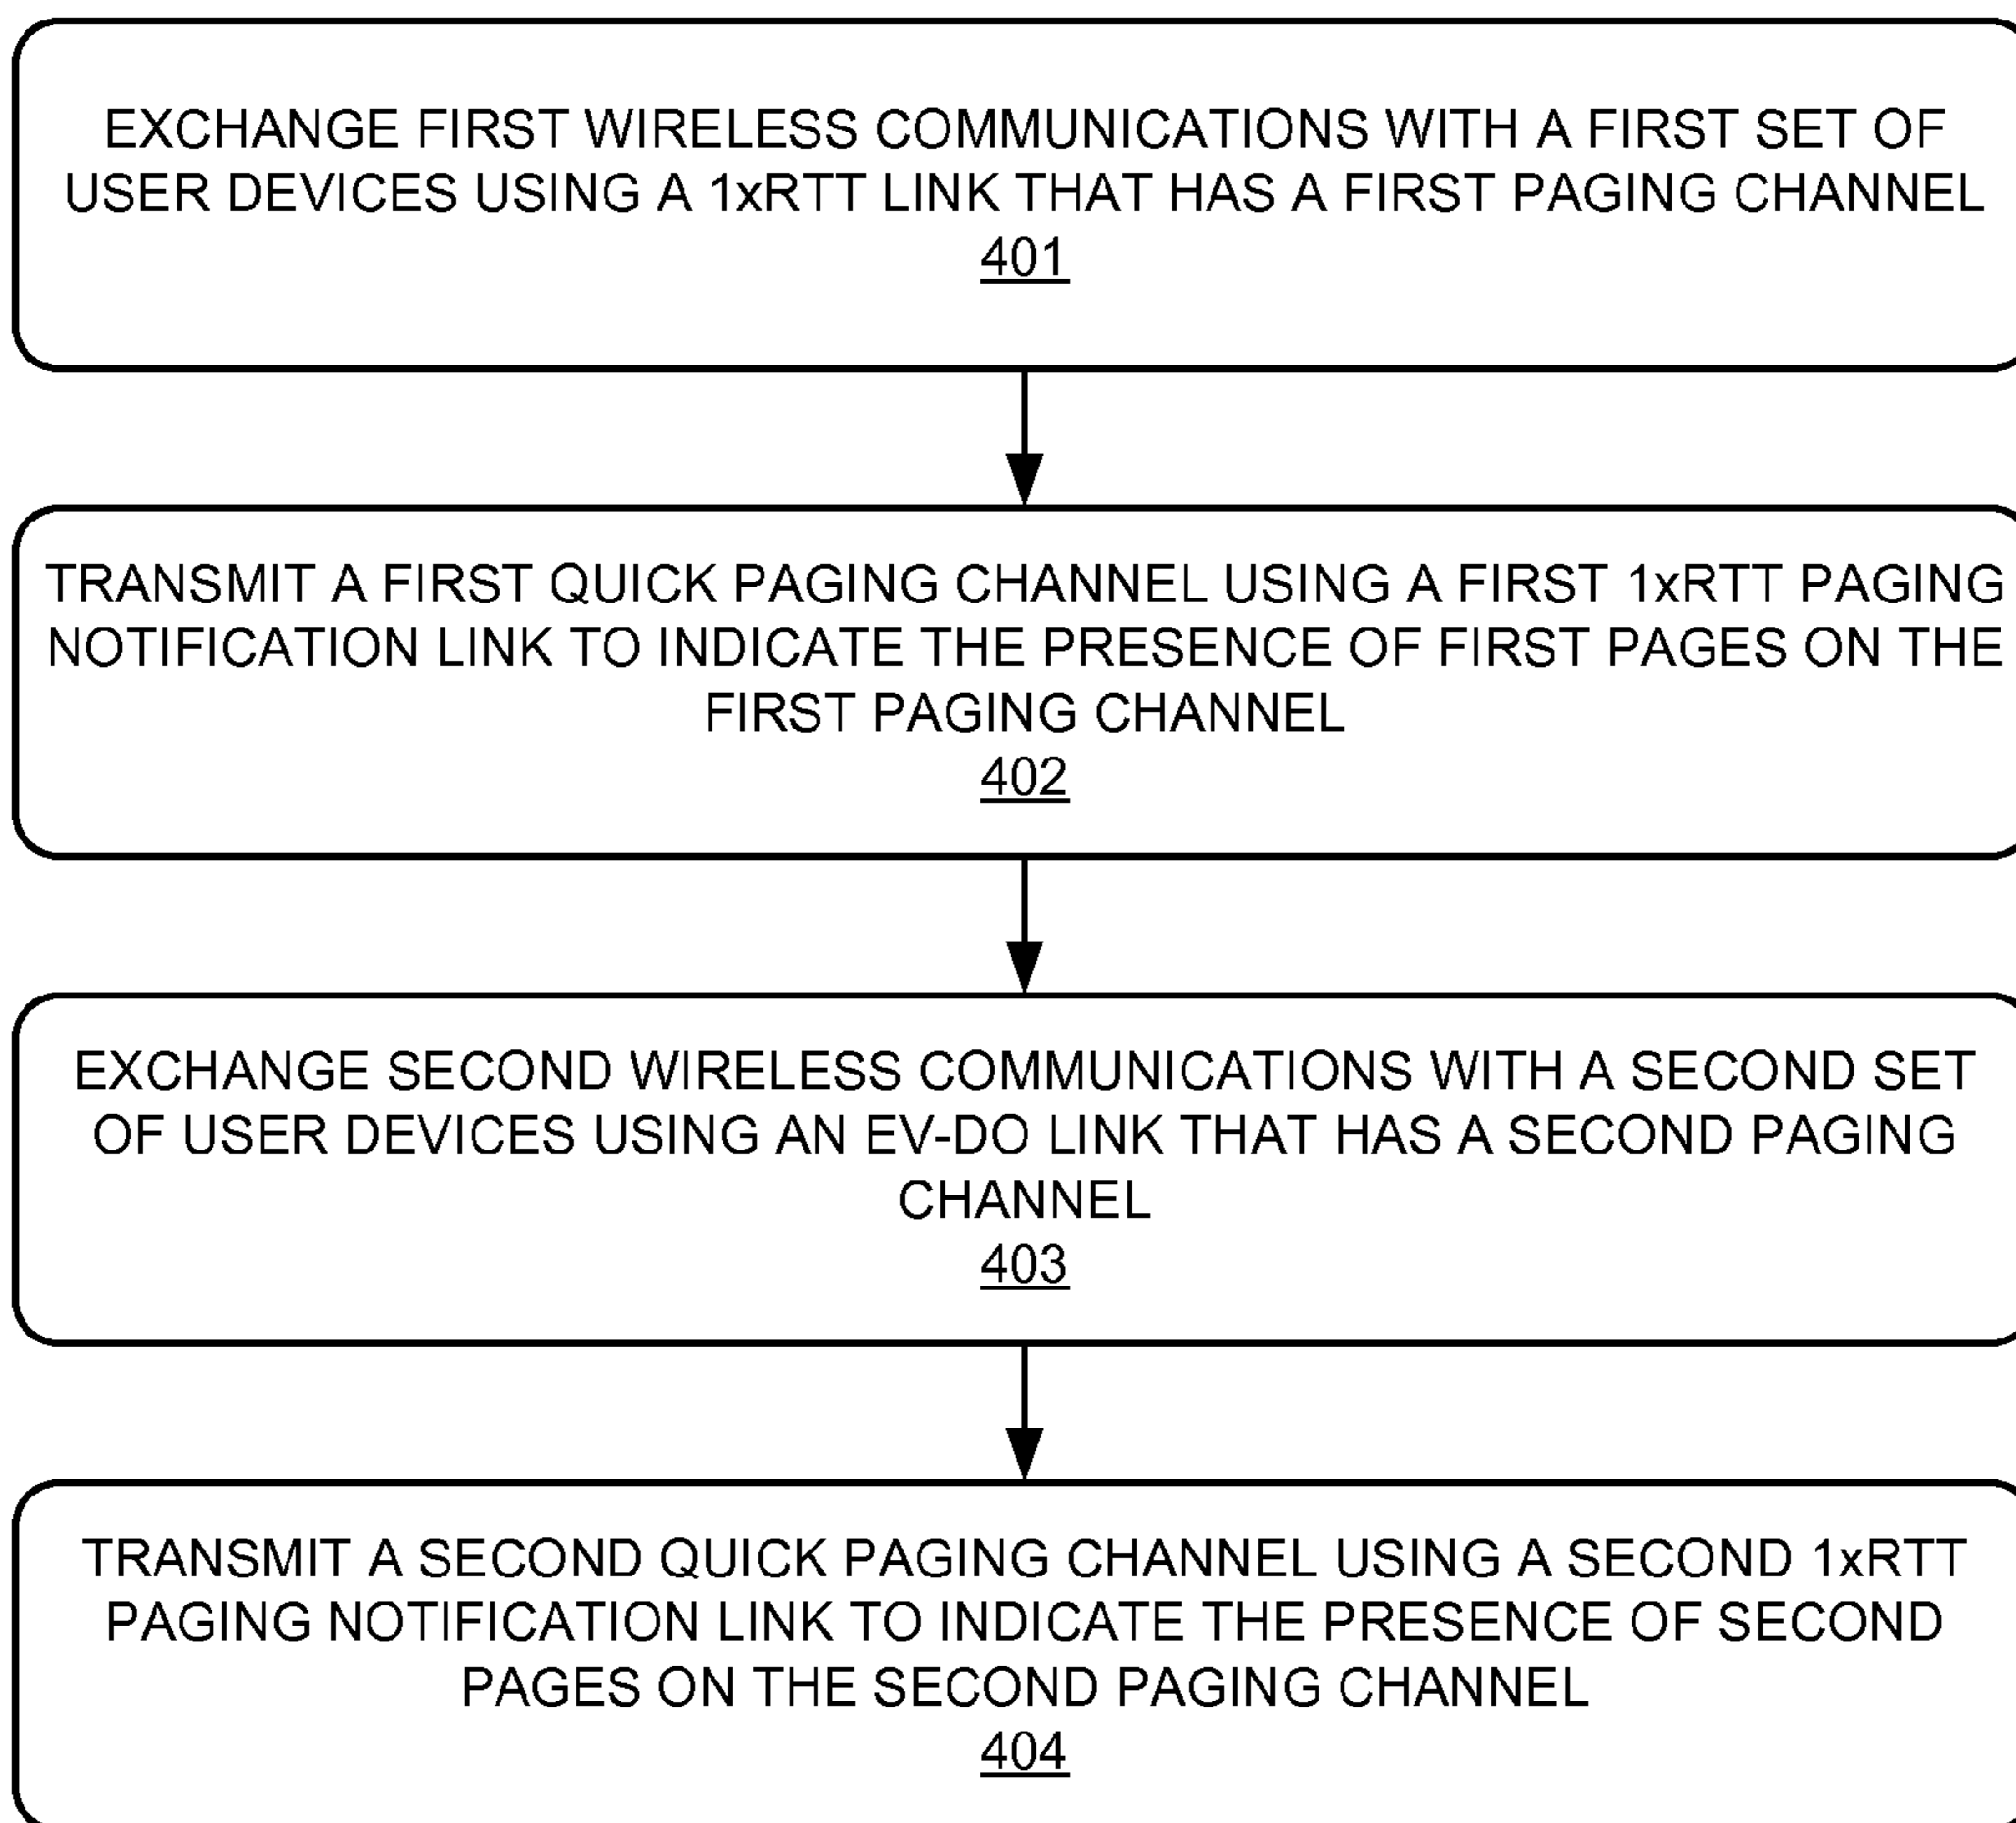 EXCHANGE FIRST WIRELESS COMMUNICATIONS WITH A FIRST SET OF
USER DEVICES USING A 1xRTT LINK THAT HAS A FIRST PAGING CHANNEL
401
TRANSMIT A FIRST QUICK PAGING CHANNEL USING A FIRST 1xRTT PAGING
NOTIFICATION LINK TO INDICATE THE PRESENCE OF FIRST PAGES ON THE
FIRST PAGING CHANNEL
402
EXCHANGE SECOND WIRELESS COMMUNICATIONS WITH A SECOND SET
OF USER DEVICES USING AN EV-DO LINK THAT HAS A SECOND PAGING
CHANNEL
403
TRANSMIT A SECOND QUICK PAGING CHANNEL USING A SECOND 1xRTT
PAGING NOTIFICATION LINK TO INDICATE THE PRESENCE OF SECOND
PAGES ON THE SECOND PAGING CHANNEL
404